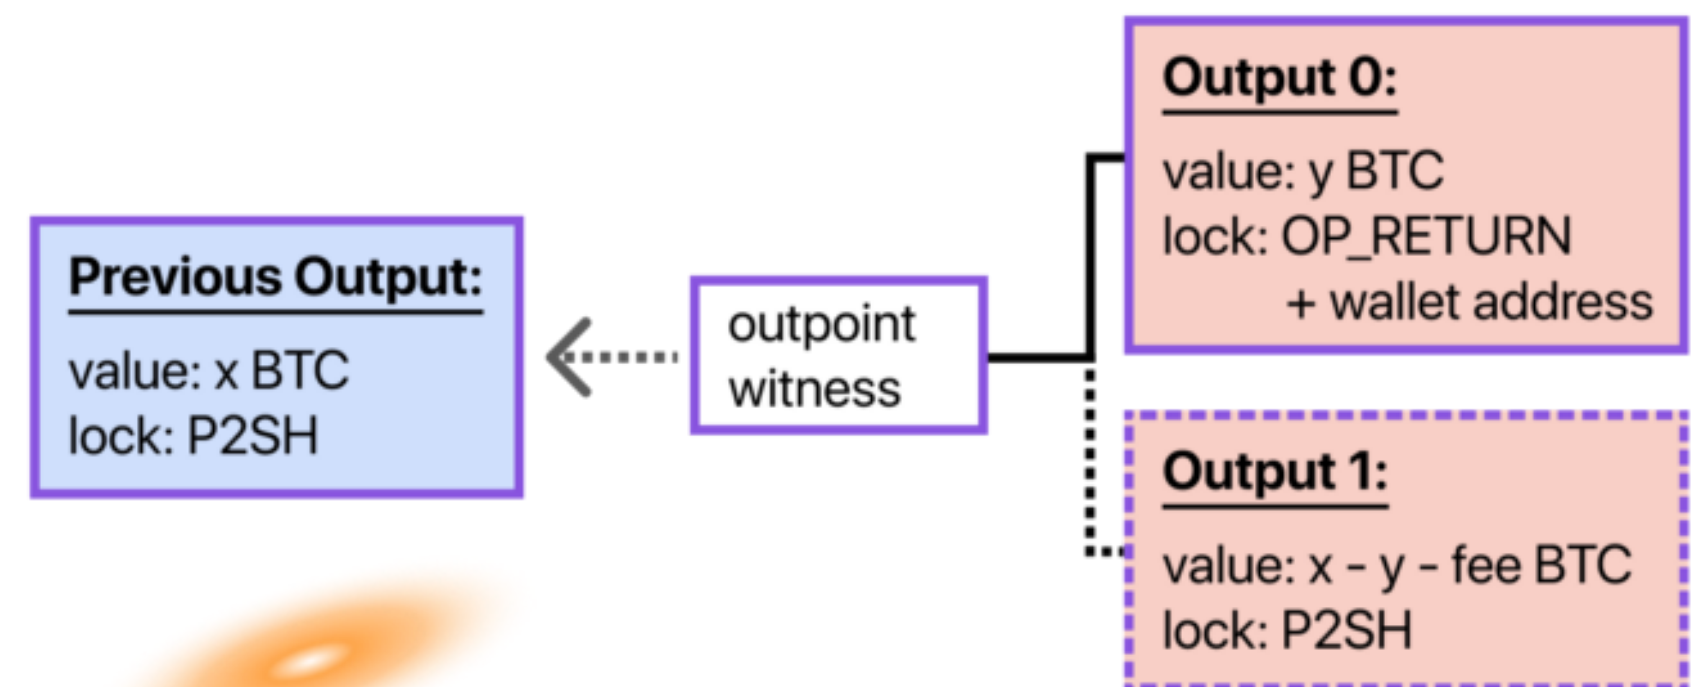 Previous Output:
value: x BTC
lock: P2SH
outpoint
witness
Output 0:
value: y BTC
lock: OP_RETURN
+ wallet address
Output 1:
value: x - y - fee BTC
lock: P2SH